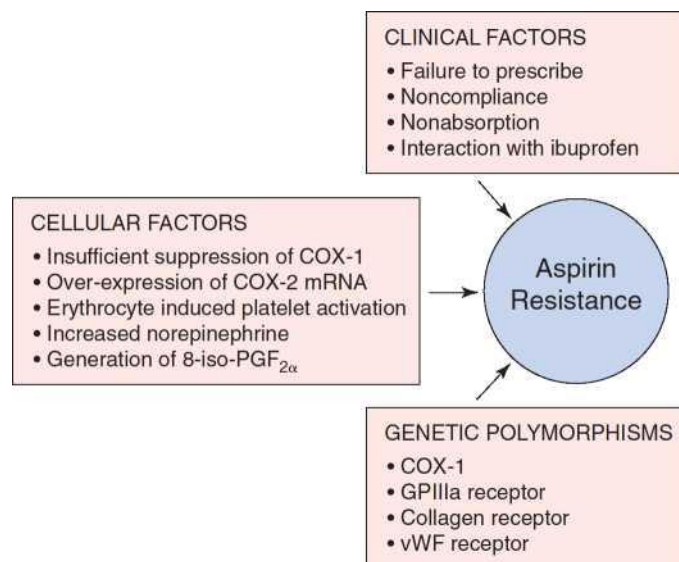 CLINICAL FACTORS
• Failure to prescribe
• Noncompliance
• Nonabsorption
• Interaction with ibuprofen
CELLULAR FACTORS
• Insufficient suppression of COX-1
• Over-expression of COX-2 mRNA
• Erythrocyte induced platelet activation
• Increased norepinephrine
• Generation of 8-iso-PGF2α
Aspirin
Resistance
GENETIC POLYMORPHISMS
• COX-1
• GPIIIa receptor
• Collagen receptor
• vWF receptor